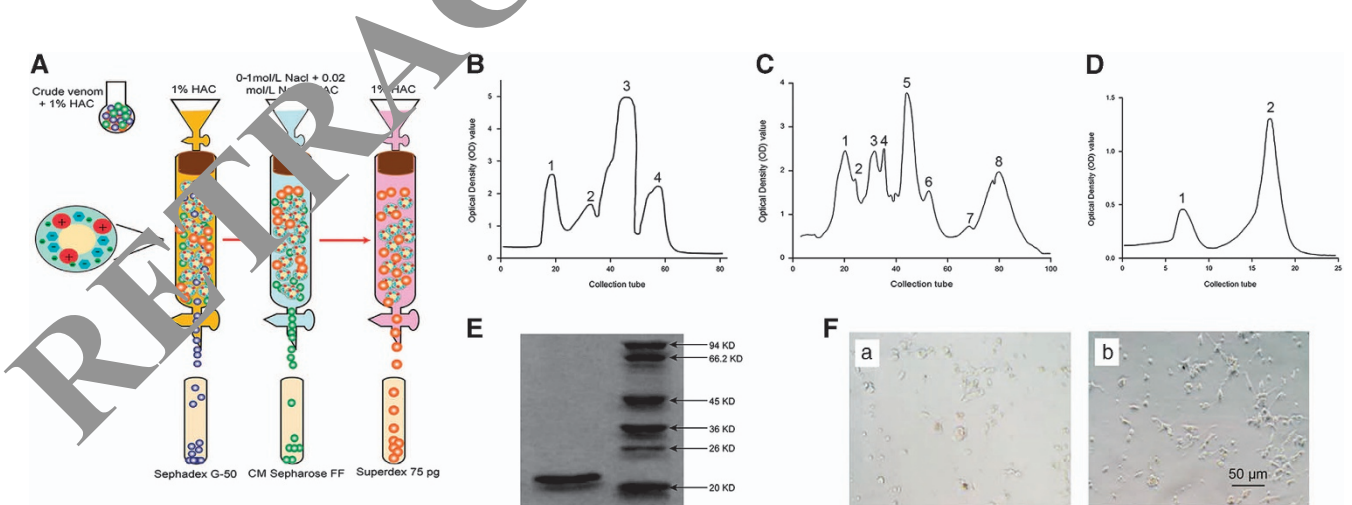 A
Crude venom
+ 1% HAC
1% HAC
0-1mol/L Nacl + 0.02
mol/L
AC
1% HAC
Sephadex G-50
CM Sepharose FF
Superdex 75 pg
B
Optical Density (OD) value
5
4
3
2
1
0
1
2
3
4
0
20
40
60
80
Collection tube
C
Optical Density (OD) value
4
3
2
1
0
1
2
3
4
5
6
7
8
0
20
40
60
80
100
Collection tube
D
Optical Density (OD) value
1.5
1.0
0.5
0.0
1
2
0
5
10
15
20
25
Collection tube
E
94 KD
66.2 KD
45 KD
36 KD
26 KD
20 KD
F
a
b
50 µm
RETRAC